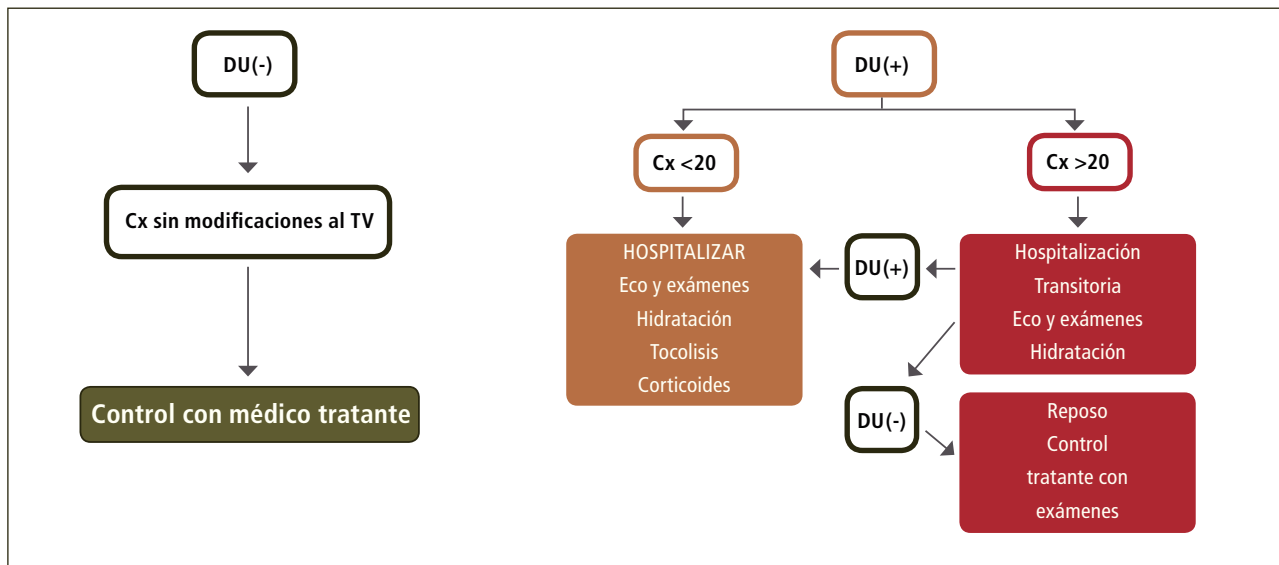 DU(-)
Cx sin modificaciones al TV
Control con médico tratante
DU(+)
Cx <20
Cx >20
HOSPITALIZAR
Eco y exámenes
Hidratación
Tocolisis
Corticoides
DU(+)
Hospitalización
Transitoria
Eco y exámenes
Hidratación
DU(-)
Reposo
Control
tratante con
exámenes